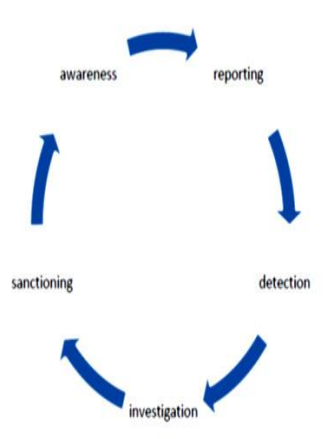 awareness
reporting
detection
investigation
sanctioning